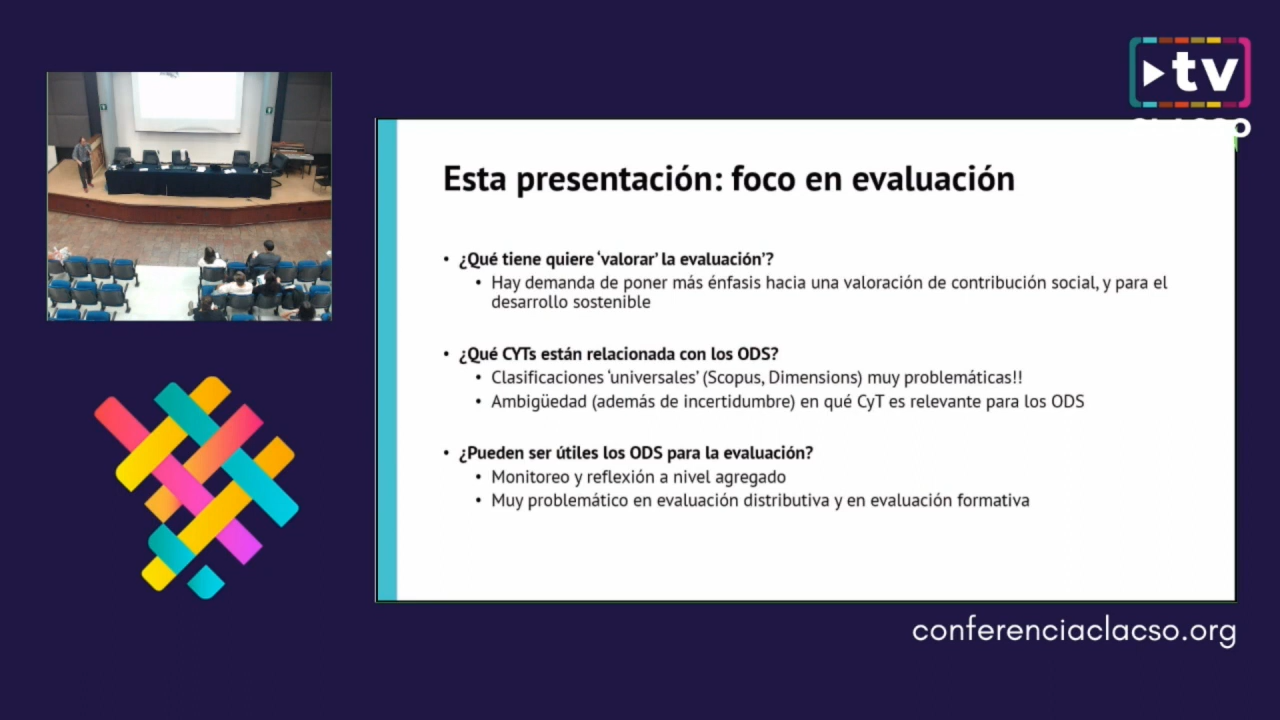 tv
Esta presentación: foco en evaluación
• ¿Qué tiene quiere ‘valorar’ la evaluación’?
• Hay demanda de poner más énfasis hacia una valoración de contribución social, y para el
desarrollo sostenible
• ¿Qué CYTs están relacionada con los ODS?
• Clasificaciones ‘universales’ (Scopus, Dimensions) muy problemáticas!!
• Ambigüedad (además de incertidumbre) en qué CyT es relevante para los ODS
• ¿Pueden ser útiles los ODS para la evaluación?
• Monitoreo y reflexión a nivel agregado
• Muy problemático en evaluación distributiva y en evaluación formativa
conferenciaclacso.org